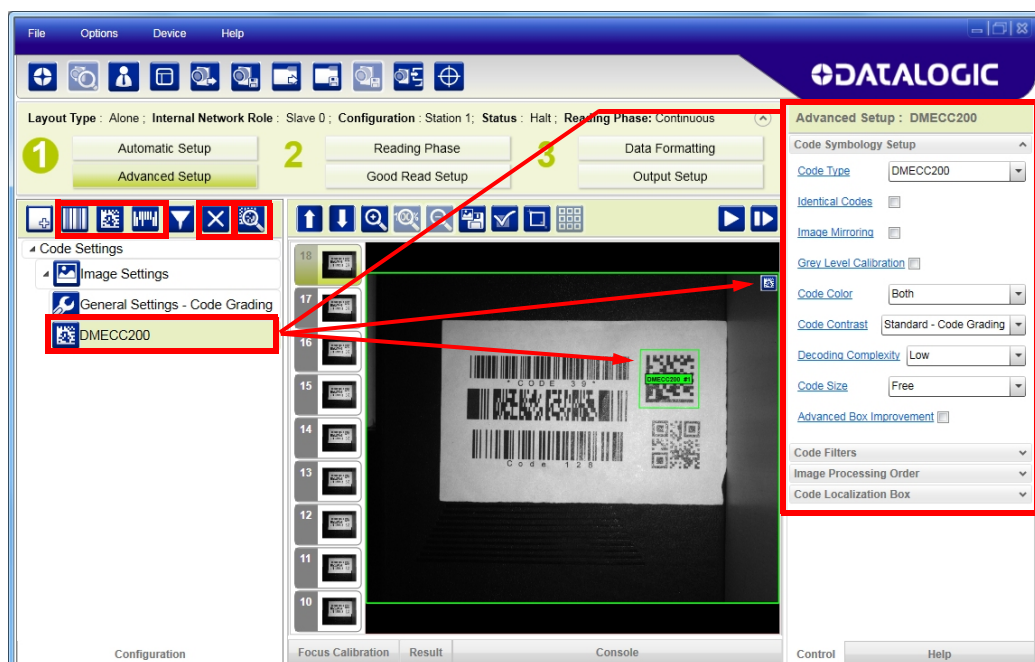 File Options Device Help
DATALOGIC
Layout Type : Alone ; Internal Network Role : Slave 0 ; Configuration : Station 1; Status : Halt ; Reading Phase: Continuous
1 Automatic Setup 2 Reading Phase 3 Data Formatting
Advanced Setup Good Read Setup Output Setup
100%
Code Settings
Image Settings
General Settings - Code Grading
DMECC200
18
17
16
15
14
13
12
11
10
* CODE 39 *
DMECC200 #1
Code 128
Advanced Setup : DMECC200
Code Symbology Setup
Code Type DMECC200
Identical Codes
Image Mirroring
Grey Level Calibration
Code Color Both
Code Contrast Standard - Code Grading
Decoding Complexity Low
Code Size Free
Advanced Box Improvement
Code Filters
Image Processing Order
Code Localization Box
Configuration Focus Calibration Result Console Control Help